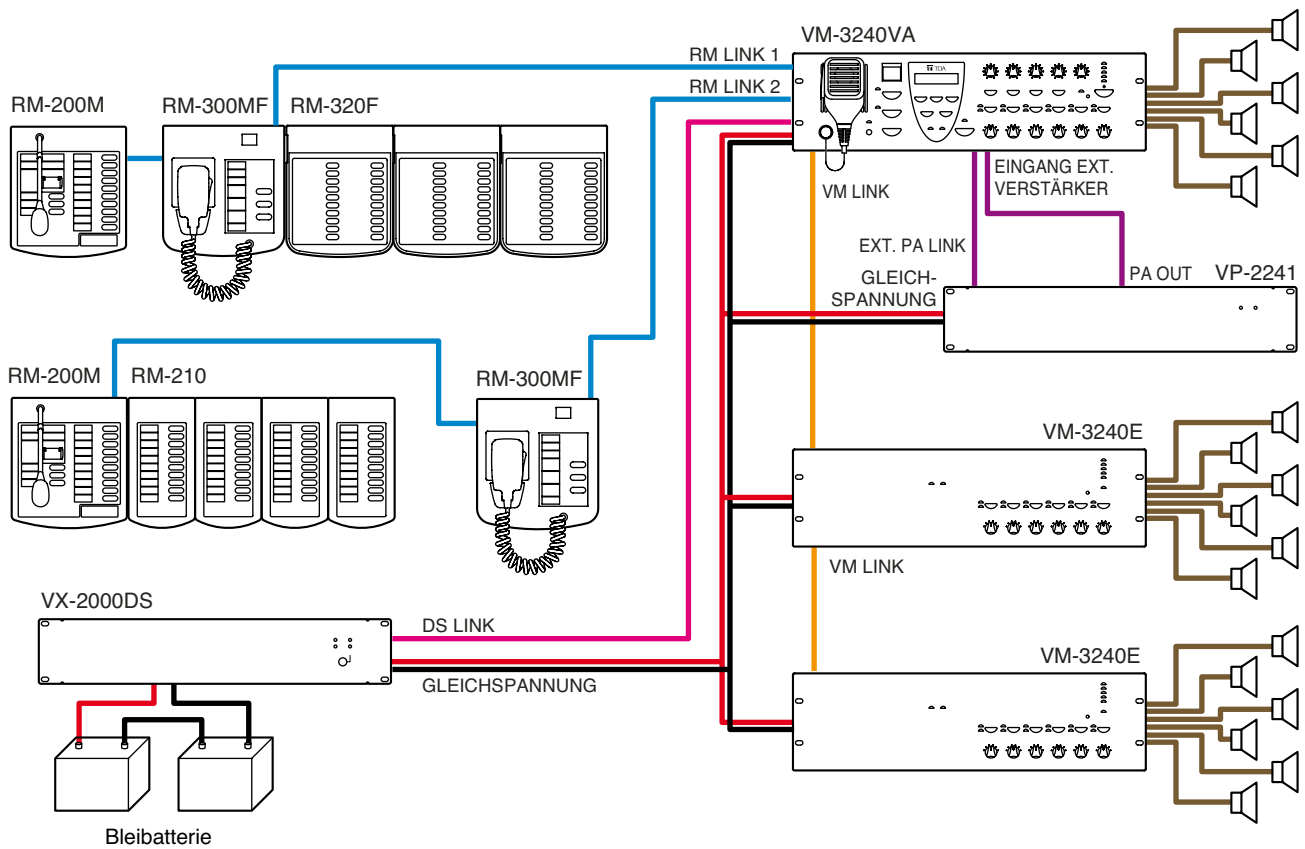 VM-3240VA
RM LINK 1
RM LINK 2
RM-200M
RM-300MF
RM-320F
TOA
VM LINK
EINGANG EXT.
VERSTÄRKER
EXT. PA LINK
GLEICH-
SPANNUNG
PA OUT
VP-2241
RM-200M
RM-210
RM-300MF
VM-3240E
VM LINK
VX-2000DS
DS LINK
GLEICHSPANNUNG
VM-3240E
Bleibatterie